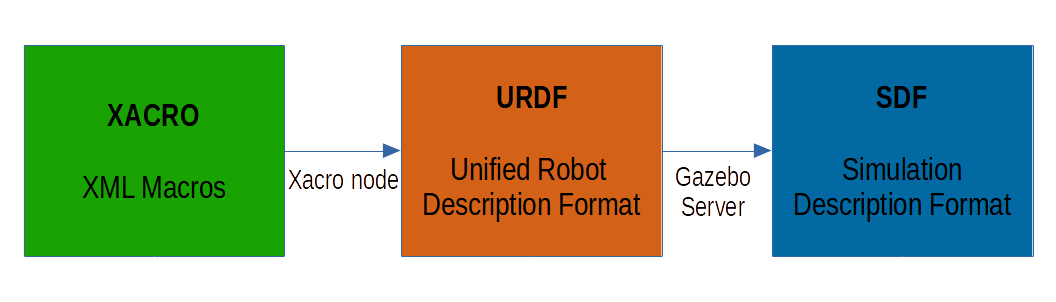 XACRO
XML Macros
Xacro node
URDF
Unified Robot
Description Format
Gazebo
Server
SDF
Simulation
Description Format